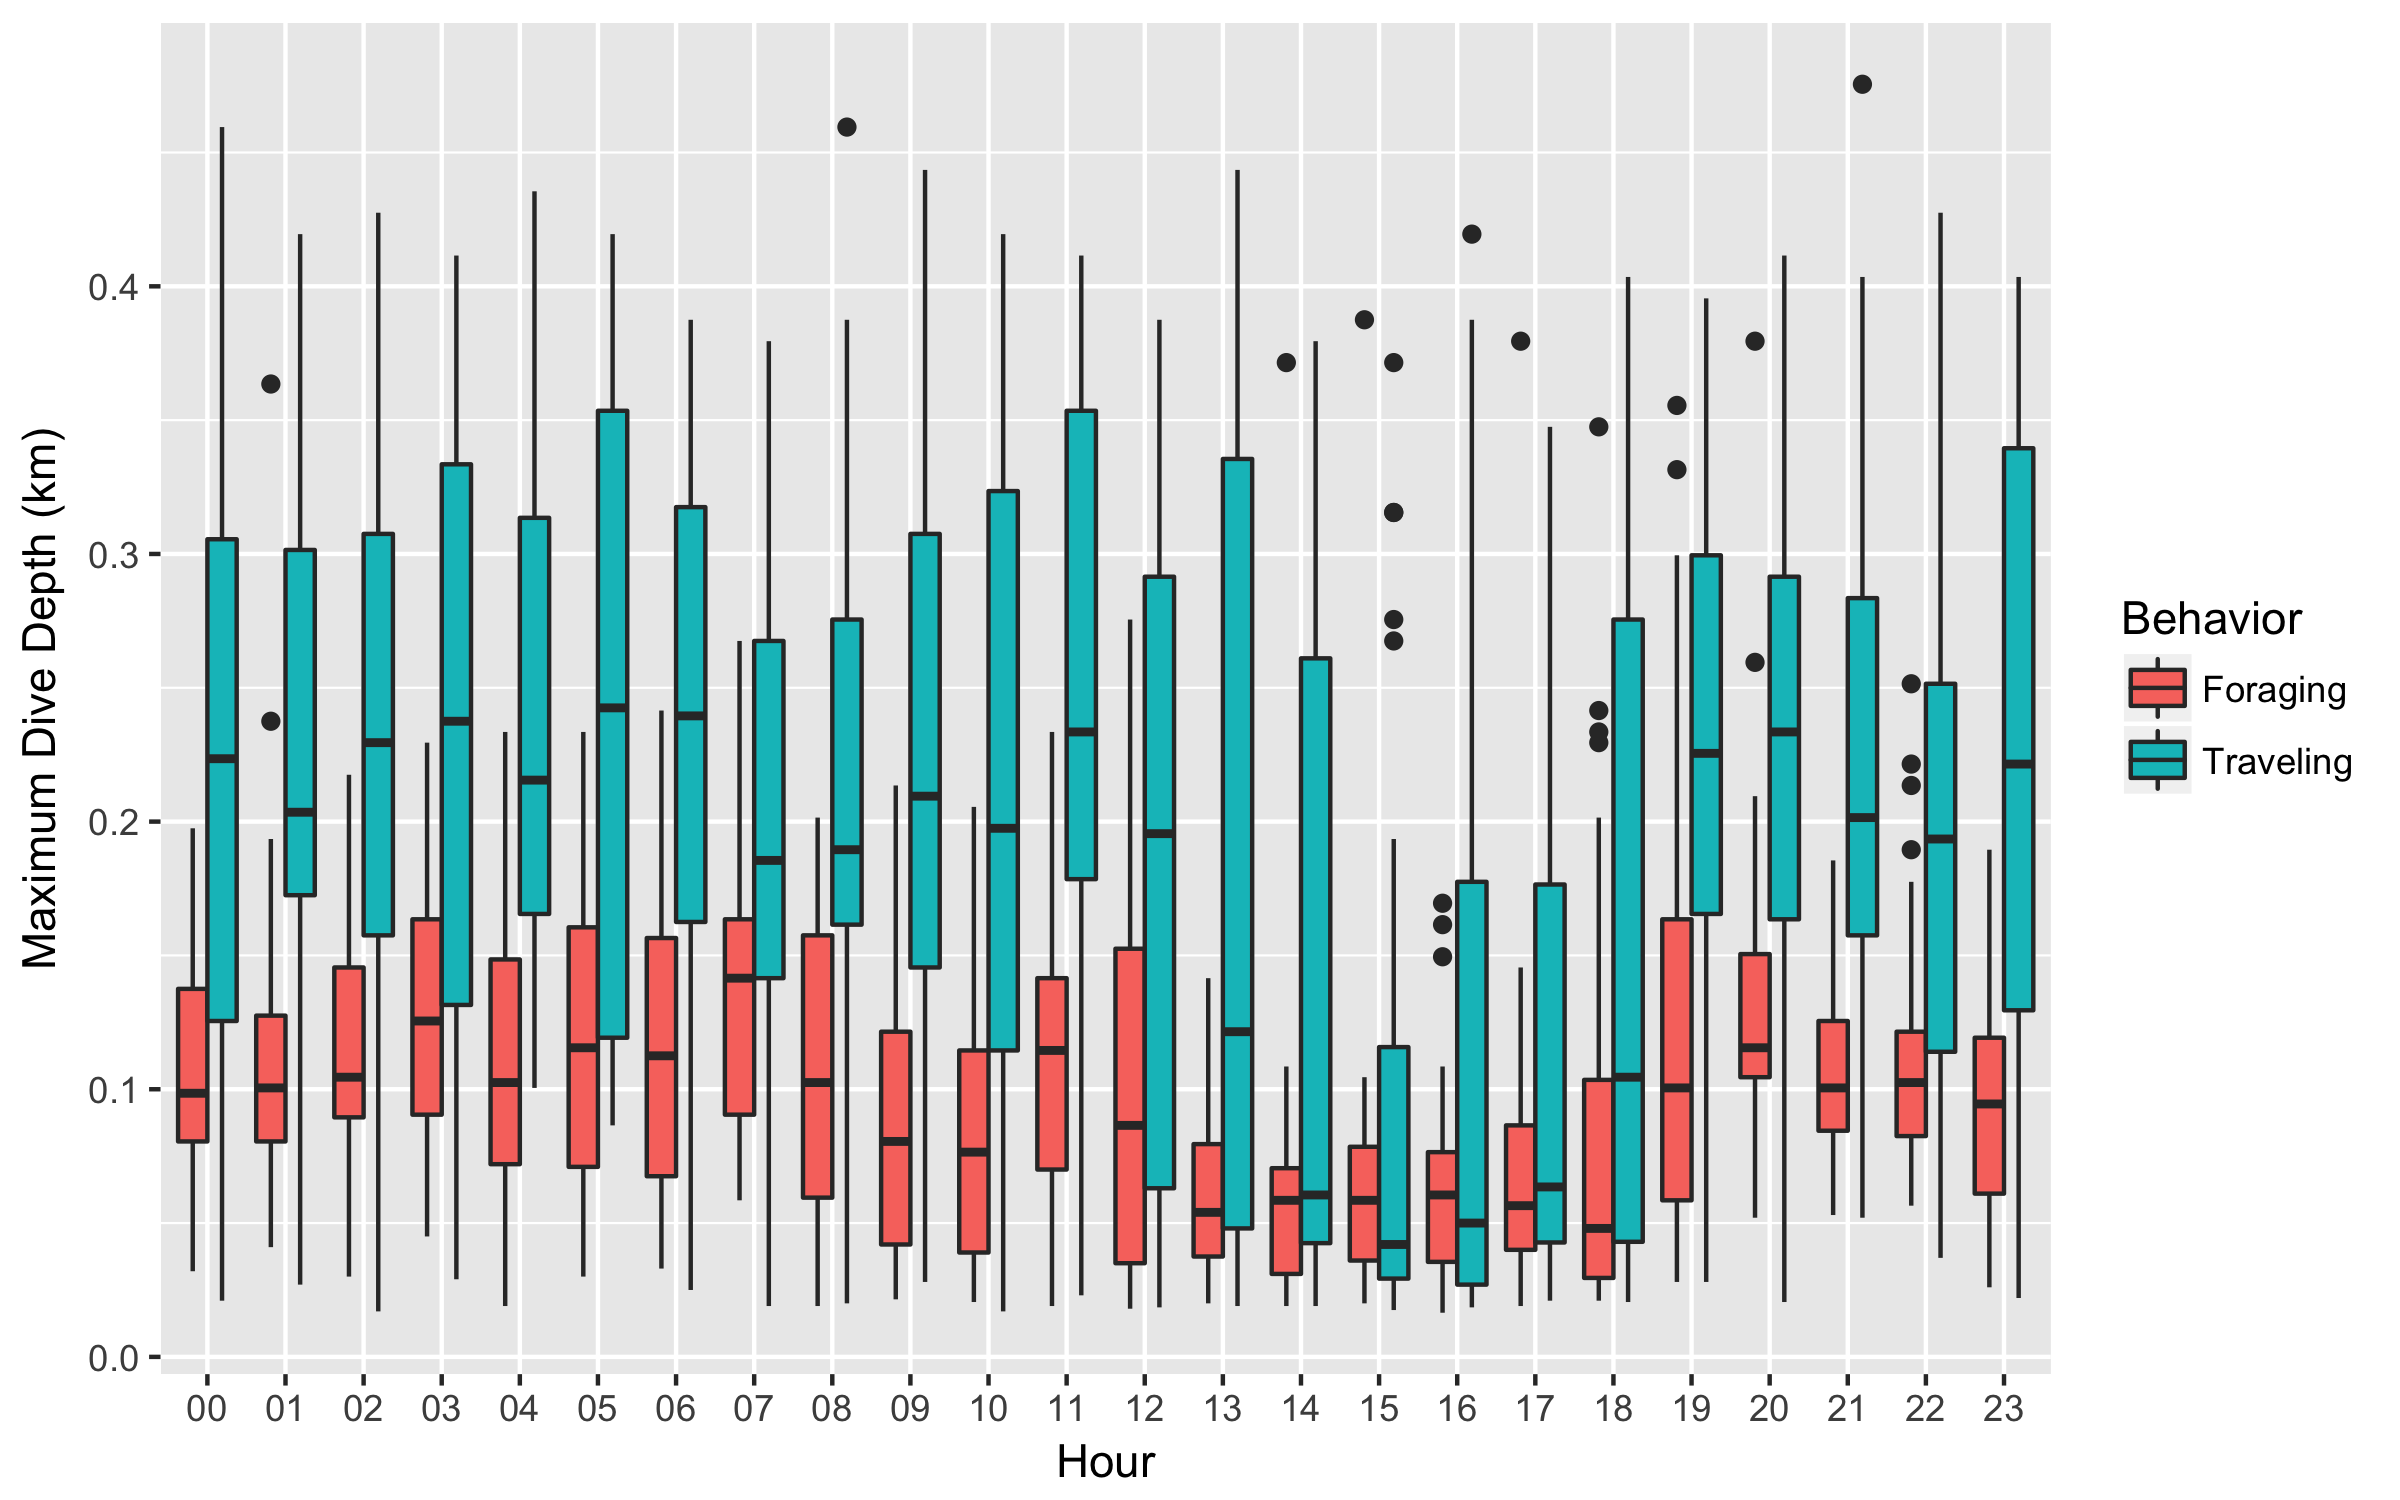 Maximum Dive Depth (km)
0.4
0.3
0.2
0.1
0.0
00 01 02 03 04 05 06 07 08 09 10 11 12 13 14 15 16 17 18 19 20 21 22 23
Hour
Behavior
Foraging
Traveling